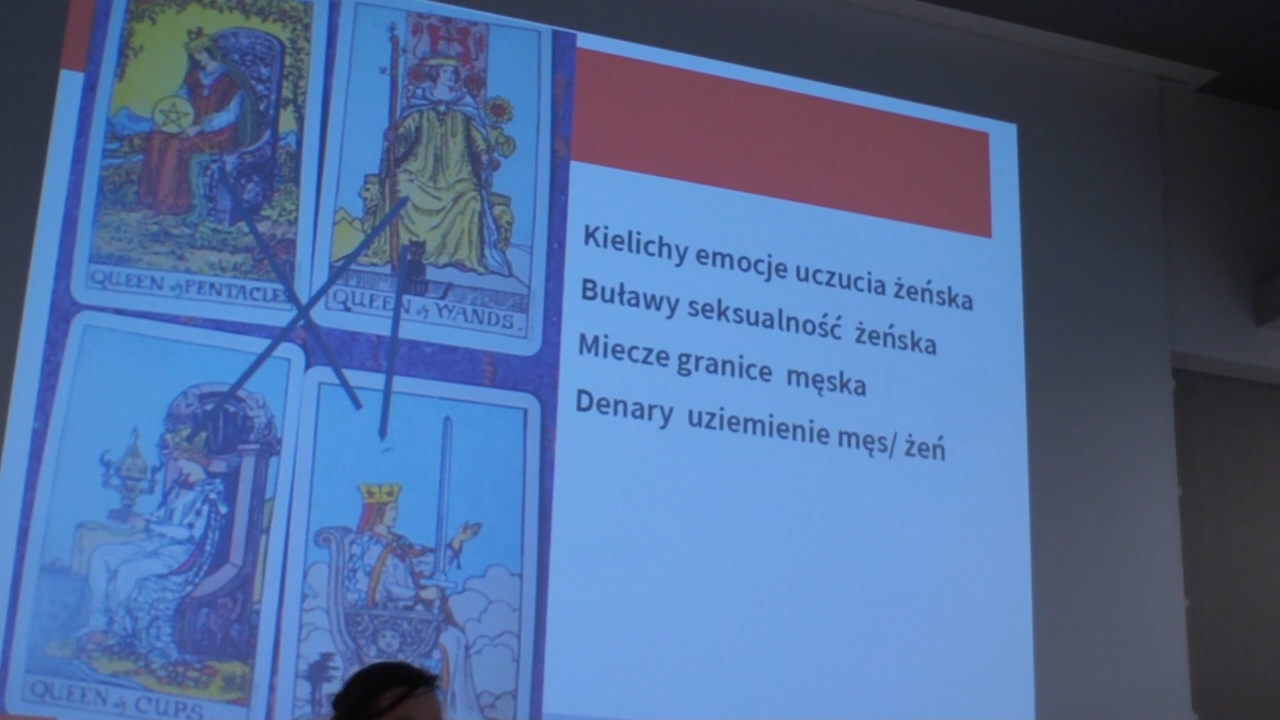 QUEEN of PENTACLES
QUEEN of WANDS.
QUEEN of CUPS.
Kielichy emocje uczucia żeńska
Buławy seksualność żeńska
Miecze granice męska
Denary uziemienie męs/ żeń